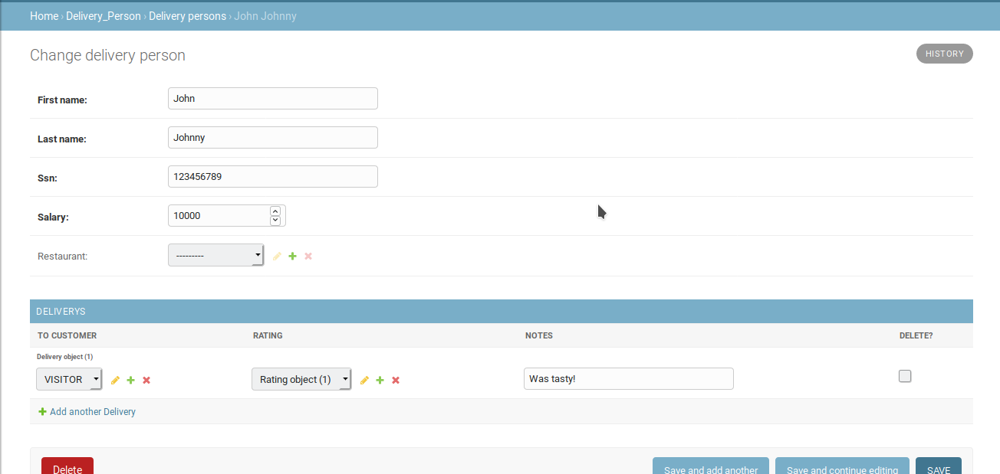 Home › Delivery_Person › Delivery persons › John Johnny
Change delivery person
HISTORY
First name: John
Last name: Johnny
Ssn: 123456789
Salary: 10000
Restaurant: ---------
DELIVERYS
TO CUSTOMER RATING NOTES DELETE?
Delivery object (1)
VISITOR Rating object (1) Was tasty!
Add another Delivery
Delete Save and add another Save and continue editing SAVE